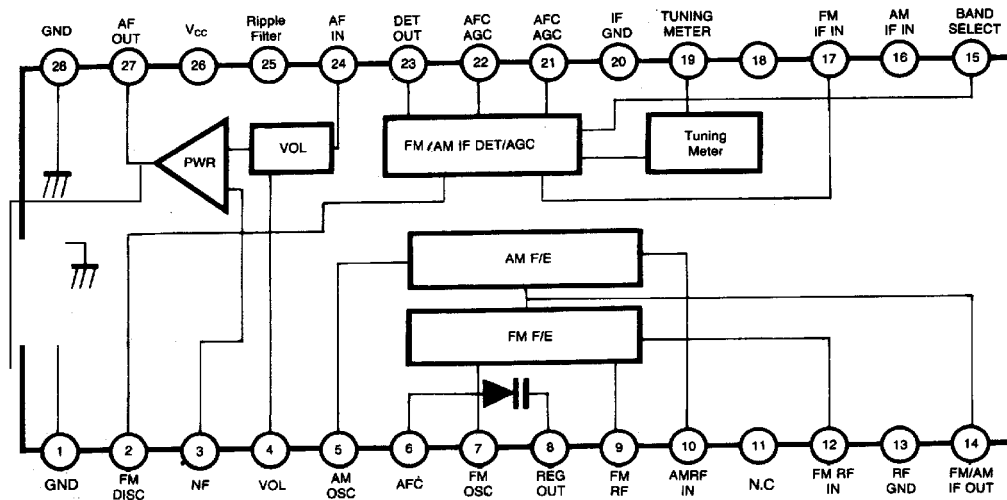 GND
AF
OUT
Vcc
Ripple
Filter
AF
IN
DET
OUT
AFC
AGC
AFC
AGC
IF
GND
TUNING
METER
FM
IF IN
AM
IF IN
BAND
SELECT
28 27 26 25 24 23 22 21 20 19 18 17 16 15
PWR
VOL
FM/AM IF DET/AGC
Tuning
Meter
AM F/E
FM F/E
1 2 3 4 5 6 7 8 9 10 11 12 13 14
GND
FM
DISC
NF
VOL
AM
OSC
AFC
FM
OSC
REG
OUT
FM
RF
AMRF
IN
N.C
FM RF
IN
RF
GND
FM/AM
IF OUT